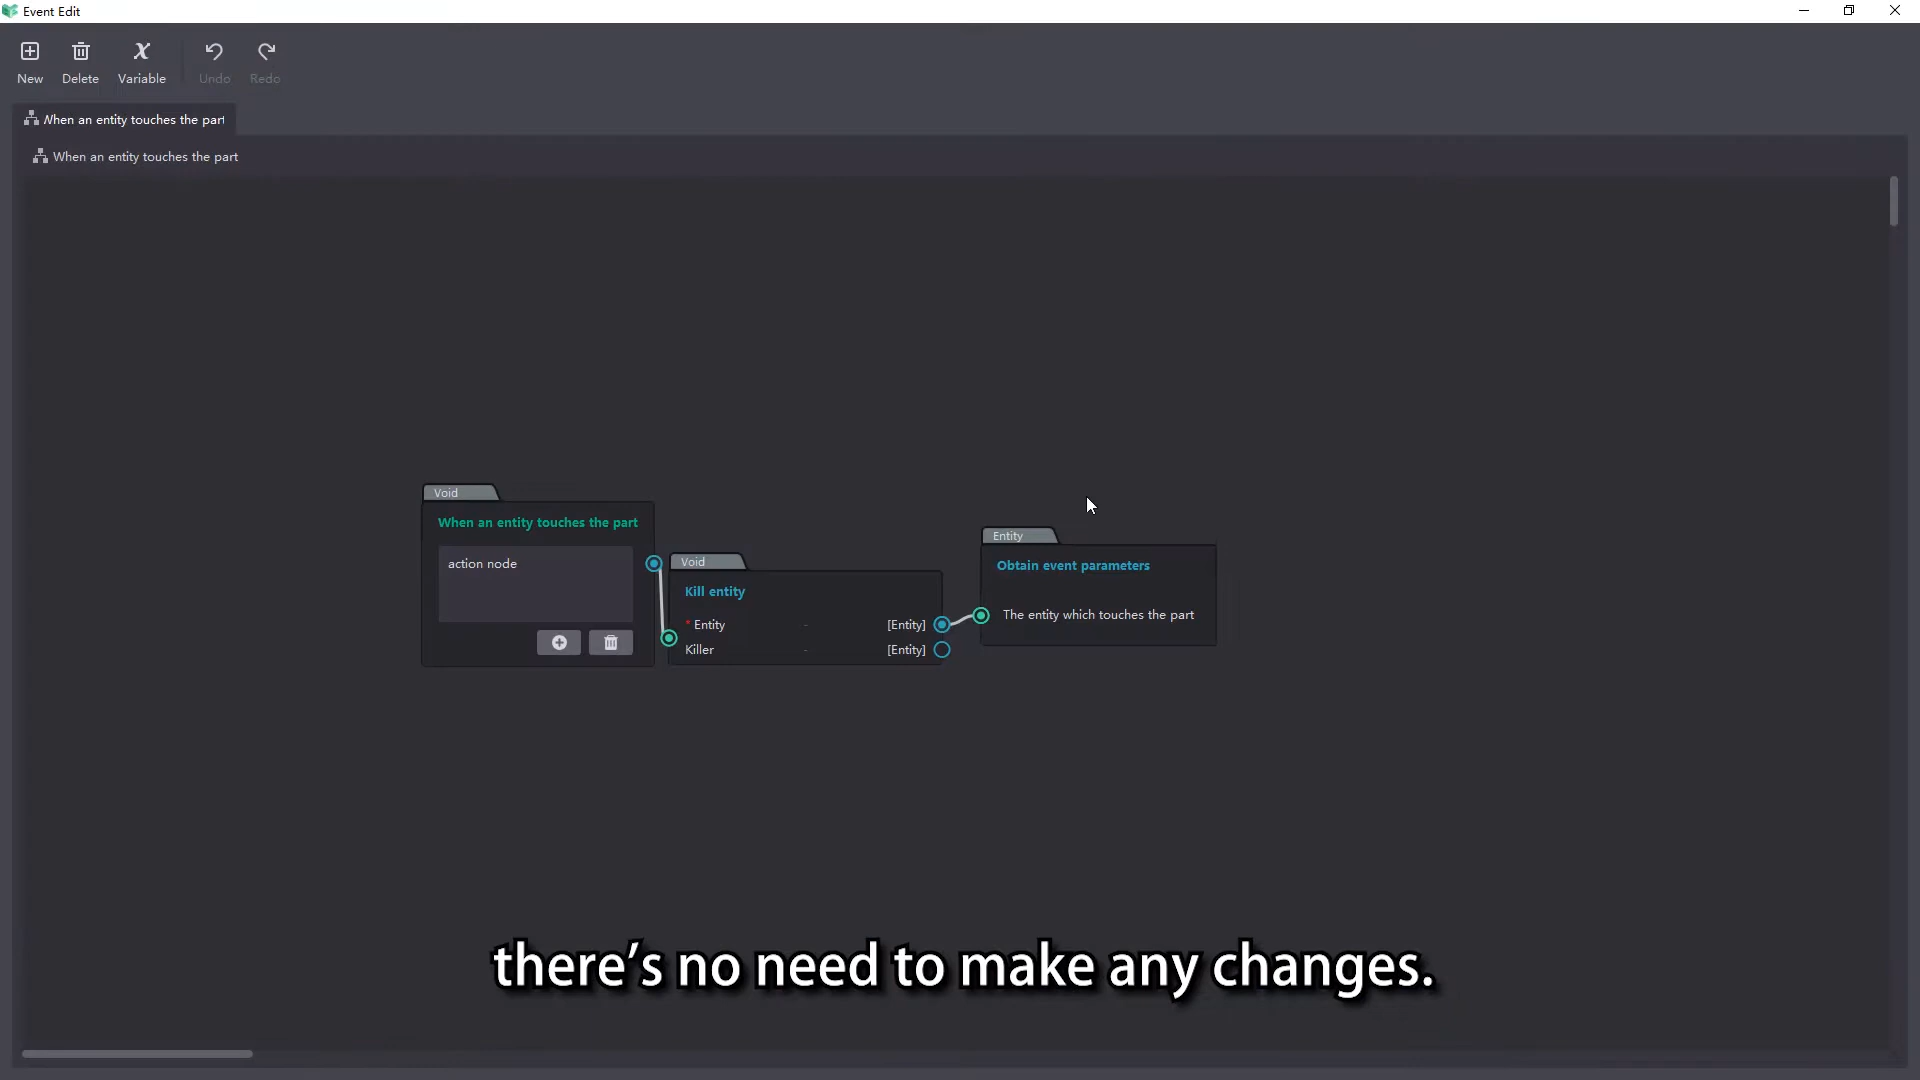 Event Edit
New
Delete
Variable
Undo
Redo
When an entity touches the part
When an entity touches the part
Void
When an entity touches the part
action node
Void
Kill entity
* Entity - [Entity]
Killer - [Entity]
Entity
Obtain event parameters
The entity which touches the part
there's no need to make any changes.